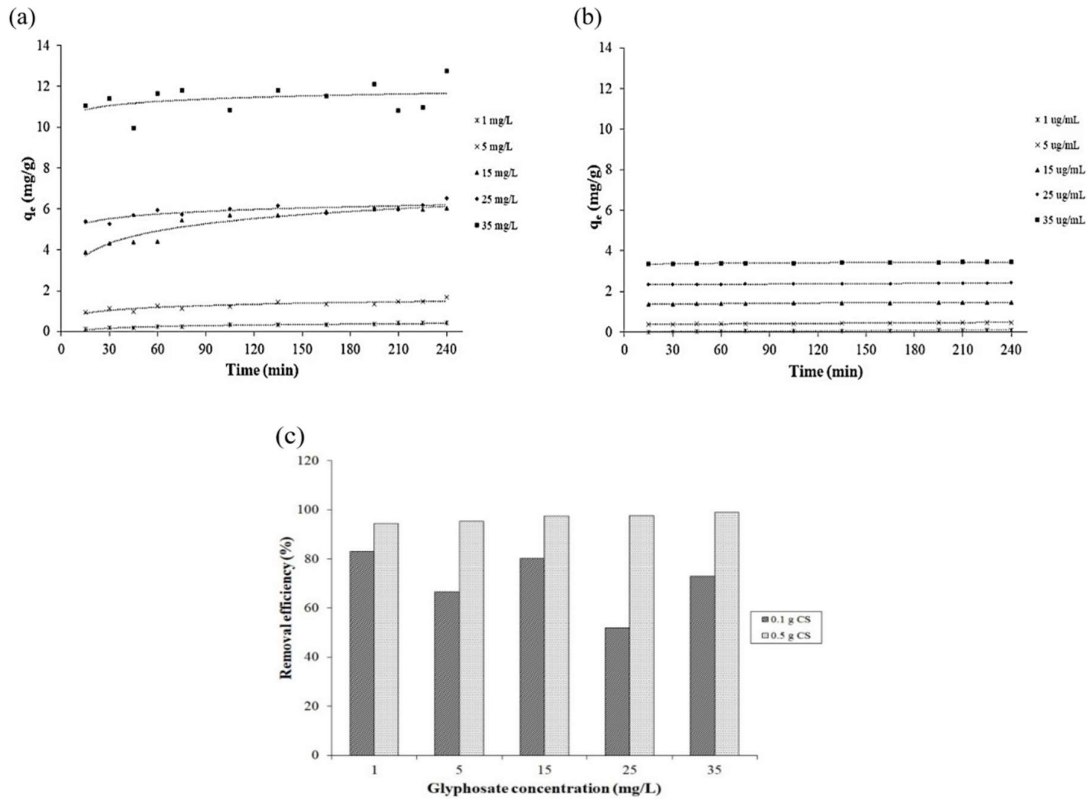 (a)
14
12
10
8
6
4
2
0
qe (mg/g)
0 30 60 90 120 150 180 210 240
Time (min)
1 mg/L
5 mg/L
15 mg/L
25 mg/L
35 mg/L
(b)
14
12
10
8
6
4
2
0
qe (mg/g)
0 30 60 90 120 150 180 210 240
Time (min)
1 ug/mL
5 ug/mL
15 ug/mL
25 ug/mL
35 ug/mL
(c)
120
100
80
60
40
20
0
Removal efficiency (%)
1 5 15 25 35
Glyphosate concentration (mg/L)
0.1 g CS
0.5 g CS